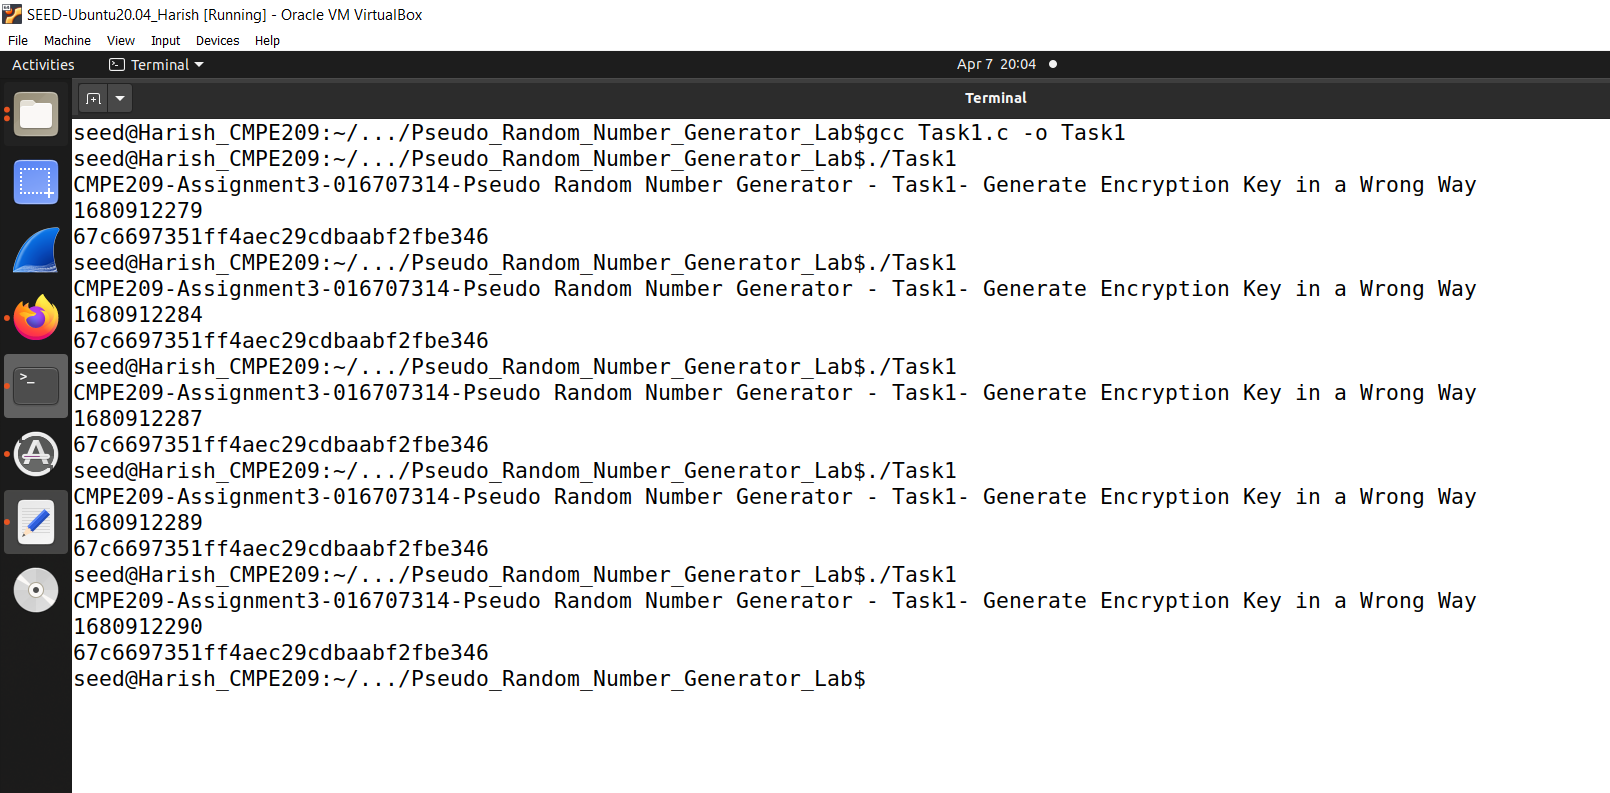 SEED-Ubuntu20.04_Harish [Running] - Oracle VM VirtualBox
File Machine View Input Devices Help
Activities Terminal Apr 7 20:04
Terminal
seed@Harish_CMPE209:~/.../Pseudo_Random_Number_Generator_Lab$gcc Task1.c -o Task1
seed@Harish_CMPE209:~/.../Pseudo_Random_Number_Generator_Lab$./Task1
CMPE209-Assignment3-016707314-Pseudo Random Number Generator - Task1- Generate Encryption Key in a Wrong Way
1680912279
67c6697351ff4aec29cdbaabf2fbe346
seed@Harish_CMPE209:~/.../Pseudo_Random_Number_Generator_Lab$./Task1
CMPE209-Assignment3-016707314-Pseudo Random Number Generator - Task1- Generate Encryption Key in a Wrong Way
1680912284
67c6697351ff4aec29cdbaabf2fbe346
seed@Harish_CMPE209:~/.../Pseudo_Random_Number_Generator_Lab$./Task1
CMPE209-Assignment3-016707314-Pseudo Random Number Generator - Task1- Generate Encryption Key in a Wrong Way
1680912287
67c6697351ff4aec29cdbaabf2fbe346
seed@Harish_CMPE209:~/.../Pseudo_Random_Number_Generator_Lab$./Task1
CMPE209-Assignment3-016707314-Pseudo Random Number Generator - Task1- Generate Encryption Key in a Wrong Way
1680912289
67c6697351ff4aec29cdbaabf2fbe346
seed@Harish_CMPE209:~/.../Pseudo_Random_Number_Generator_Lab$./Task1
CMPE209-Assignment3-016707314-Pseudo Random Number Generator - Task1- Generate Encryption Key in a Wrong Way
1680912290
67c6697351ff4aec29cdbaabf2fbe346
seed@Harish_CMPE209:~/.../Pseudo_Random_Number_Generator_Lab$